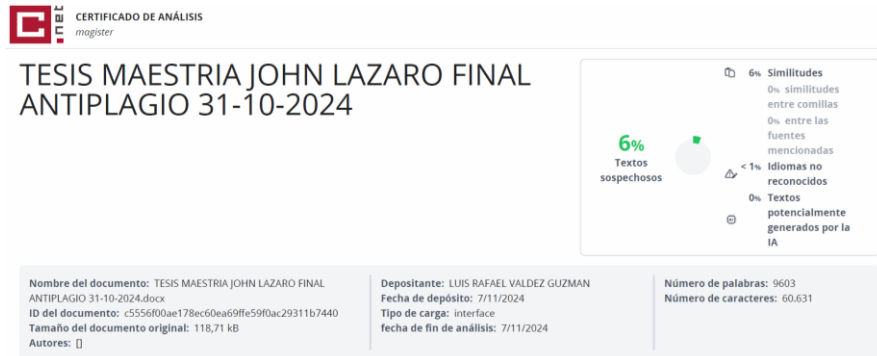 C.net
CERTIFICADO DE ANÁLISIS
magister
TESIS MAESTRIA JOHN LAZARO FINAL
ANTIPLAGIO 31-10-2024
6%
Textos
sospechosos
6% Similitudes
0% similitudes
entre comillas
0% entre las
fuentes
mencionadas
< 1% Idiomas no
reconocidos
0% Textos
potencialmente
generados por la
IA
Nombre del documento: TESIS MAESTRIA JOHN LAZARO FINAL
ANTIPLAGIO 31-10-2024.docx
ID del documento: c5556f00ae178ec60ea69ffe59f0ac29311b7440
Tamaño del documento original: 118,71 kB
Autores: []
Depositante: LUIS RAFAEL VALDEZ GUZMAN
Fecha de depósito: 7/11/2024
Tipo de carga: interface
fecha de fin de análisis: 7/11/2024
Número de palabras: 9603
Número de caracteres: 60.631